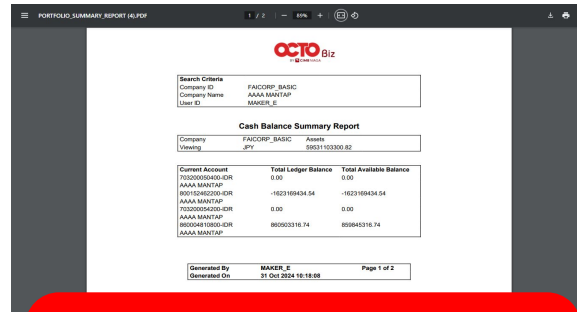 PORTFOLIO_SUMMARY_REPORT (4).PDF 1 / 2 89%
OCTO Biz
BY CIMB NIAGA
Search Criteria
Company ID FAICORP_BASIC
Company Name AAAA MANTAP
User ID MAKER_E
Cash Balance Summary Report
Company FAICORP_BASIC Assets
Viewing JPY 59531103300.82
Current Account Total Ledger Balance Total Available Balance
703200050400-IDR 0.00 0.00
AAAA MANTAP
800152462200-IDR -1623169434.54 -1623169434.54
AAAA MANTAP
703200054200-IDR 0.00 0.00
AAAA MANTAP
860004810800-IDR 860503316.74 859845316.74
AAAA MANTAP
Generated By MAKER_E Page 1 of 2
Generated On 31 Oct 2024 10:18:08